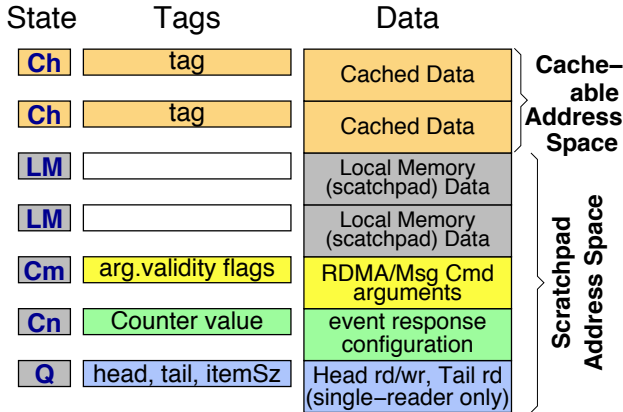 State Tags Data
Ch tag Cached Data
Ch tag Cached Data
Cache–
able
Address
Space
LM Local Memory
(scatchpad) Data
LM Local Memory
(scatchpad) Data
Cm arg.validity flags RDMA/Msg Cmd
arguments
Cn Counter value event response
configuration
Q head, tail, itemSz Head rd/wr, Tail rd
(single–reader only)
Scratchpad
Address Space